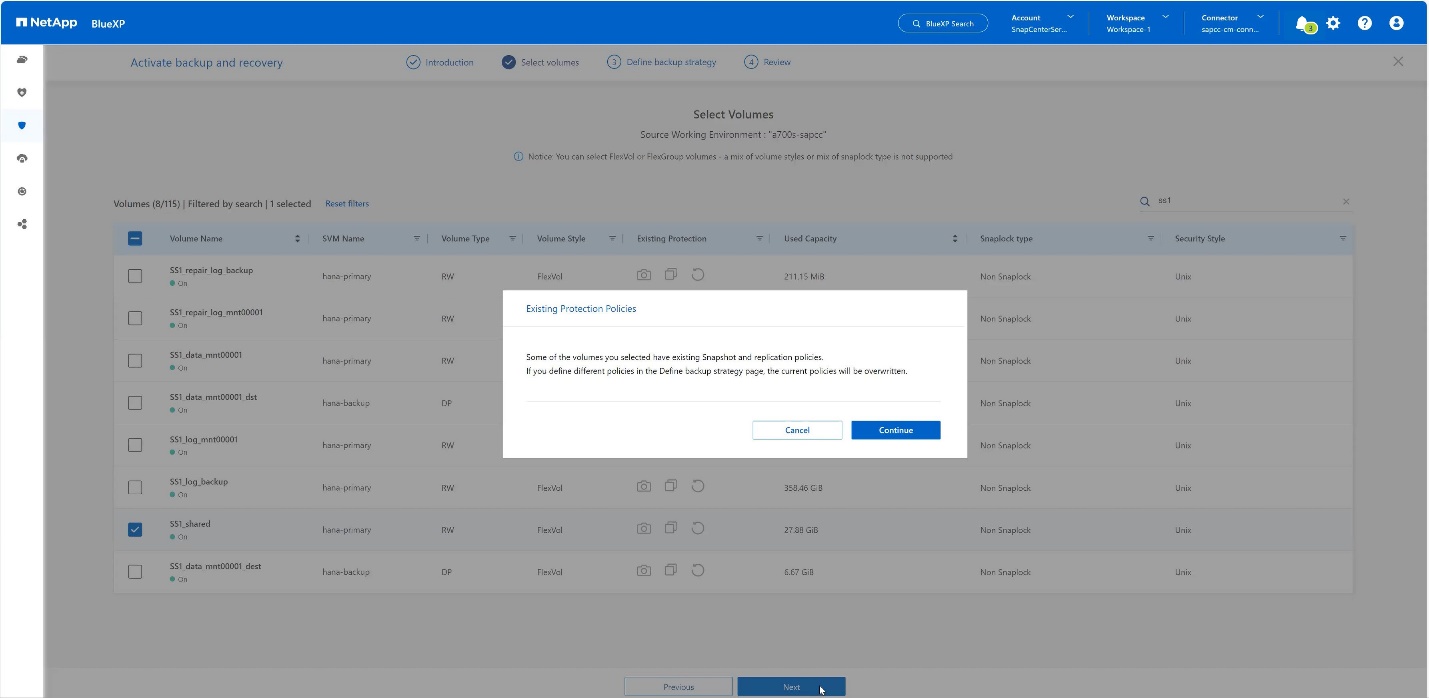 NetApp BlueXP
BlueXP Search
Account
SnapCenterSer...
Workspace
Workspace-1
Connector
sapcc-cm-conn...
3
Activate backup and recovery
Introduction
Select volumes
3 Define backup strategy
4 Review
Select Volumes
Source Working Environment : "a700s-sapcc"
Notice: You can select FlexVol or FlexGroup volumes - a mix of volume styles or mix of snaplock type is not supported
Volumes (8/115) | Filtered by search | 1 selected Reset filters
ss1
Volume Name SVM Name Volume Type Volume Style Existing Protection Used Capacity Snaplock type Security Style
SS1_repair_log_backup
On
hana-primary RW FlexVol 211.15 MiB Non Snaplock Unix
SS1_repair_log_mnt00001
On
hana-primary RW Non Snaplock Unix
SS1_data_mnt00001
On
hana-primary RW Non Snaplock Unix
SS1_data_mnt00001_dst
On
hana-backup DP Non Snaplock Unix
SS1_log_mnt00001
On
hana-primary RW Non Snaplock Unix
SS1_log_backup
On
hana-primary RW FlexVol 358.46 GiB Non Snaplock Unix
SS1_shared
On
hana-primary RW FlexVol 27.88 GiB Non Snaplock Unix
SS1_data_mnt00001_dest
On
hana-backup DP FlexVol 6.67 GiB Non Snaplock Unix
Existing Protection Policies
Some of the volumes you selected have existing Snapshot and replication policies.
If you define different policies in the Define backup strategy page, the current policies will be overwritten.
Cancel
Continue
Previous
Next